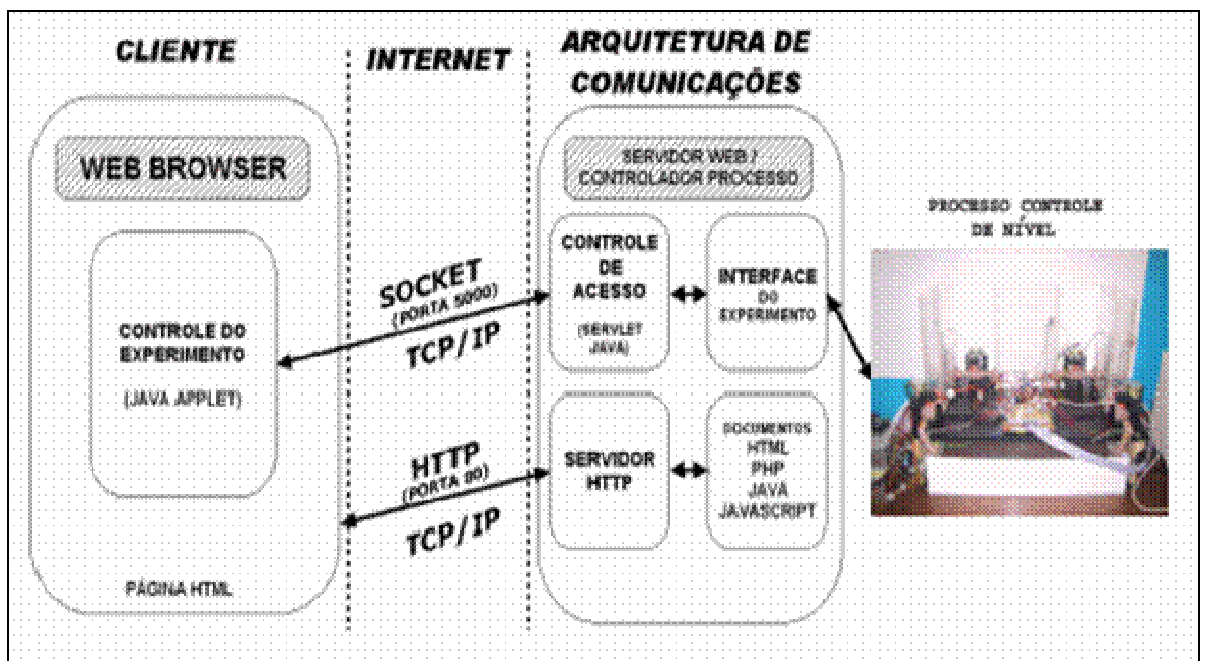 CLIENTE
WEB BROWSER
CONTROLE DO
EXPERIMENTO
(JAVA APPLET)
PÁGINA HTML
INTERNET
SOCKET
(PORTA 5000)
TCP/IP
HTTP
(PORTA 80)
TCP/IP
ARQUITETURA DE
COMUNICAÇÕES
SERVIDOR WEB /
CONTROLADOR PROCESSO
CONTROLE
DE
ACESSO
(SERVLET
JAVA)
INTERFACE
DO
EXPERIMENTO
SERVIDOR
HTTP
DOCUMENTOS
HTML
PHP
JAVA
JAVASCRIPT
PROCESSO CONTROLE
DE NÍVEL